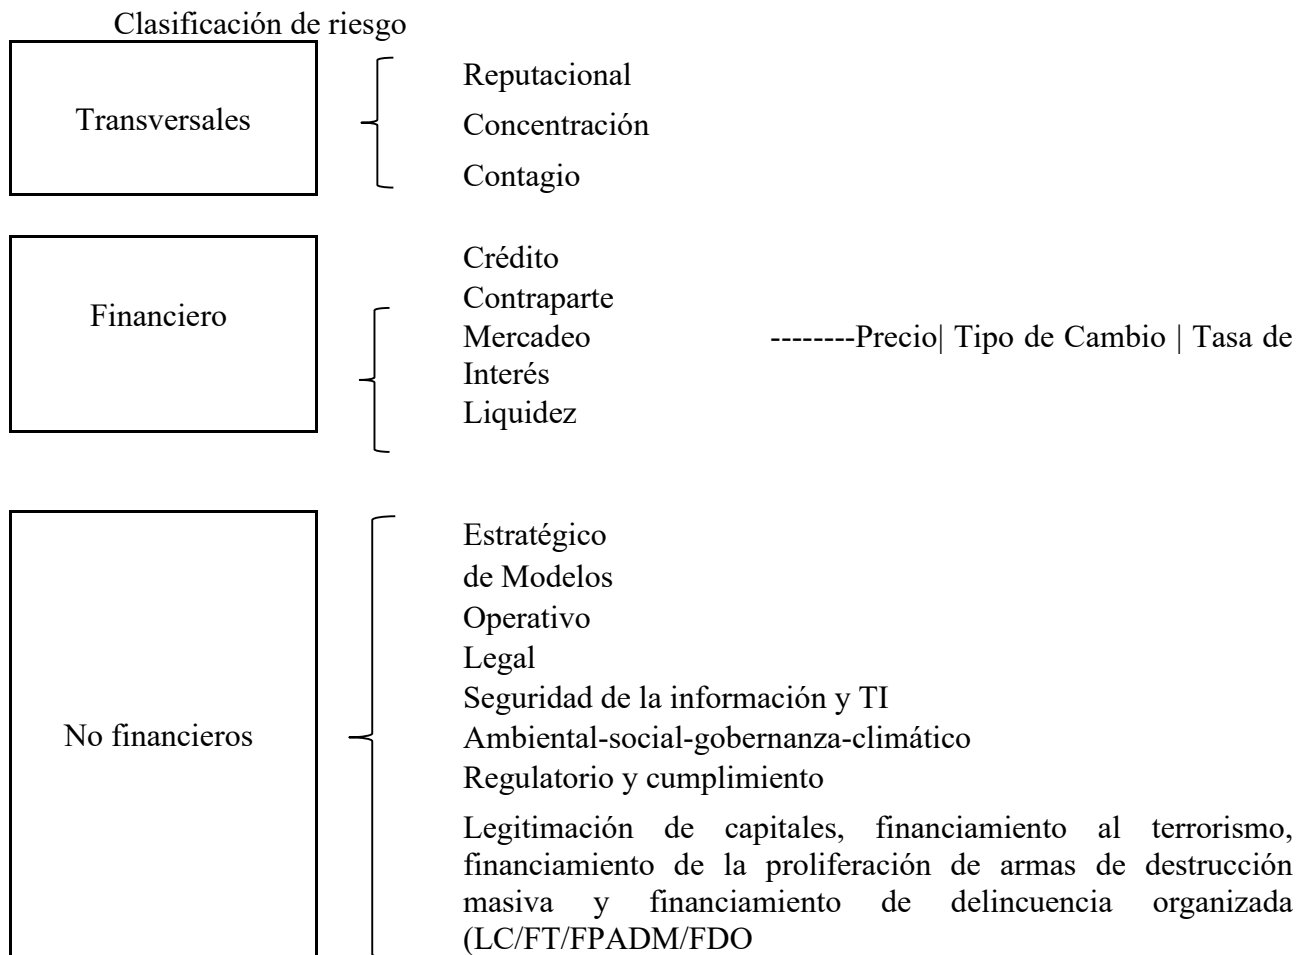 Clasificación de riesgo
Transversales
Reputacional
Concentración
Contagio
Financiero
Crédito
Contraparte
Mercadeo --------Precio| Tipo de Cambio | Tasa de
Interés
Liquidez
No financieros
Estratégico
de Modelos
Operativo
Legal
Seguridad de la información y TI
Ambiental-social-gobernanza-climático
Regulatorio y cumplimiento
Legitimación de capitales, financiamiento al terrorismo,
financiamiento de la proliferación de armas de destrucción
masiva y financiamiento de delincuencia organizada
(LC/FT/FPADM/FDO